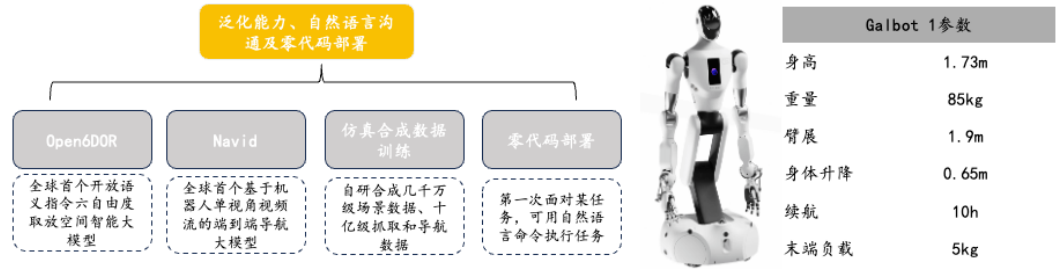 泛化能力、自然语言沟
通及零代码部署
Open6DOR
Navid
仿真合成数据
训练
零代码部署
全球首个开放语
义指令六自由度
取放空间智能大
模型
全球首个基于机
器人单视角视频
流的端到端导航
大模型
自研合成几千万
级场景数据、十
亿级抓取和导航
数据
第一次面对某任
务，可用自然语
言命令执行任务
Galbot 1参数
身高 1.73m
重量 85kg
臂展 1.9m
身体升降 0.65m
续航 10h
末端负载 5kg